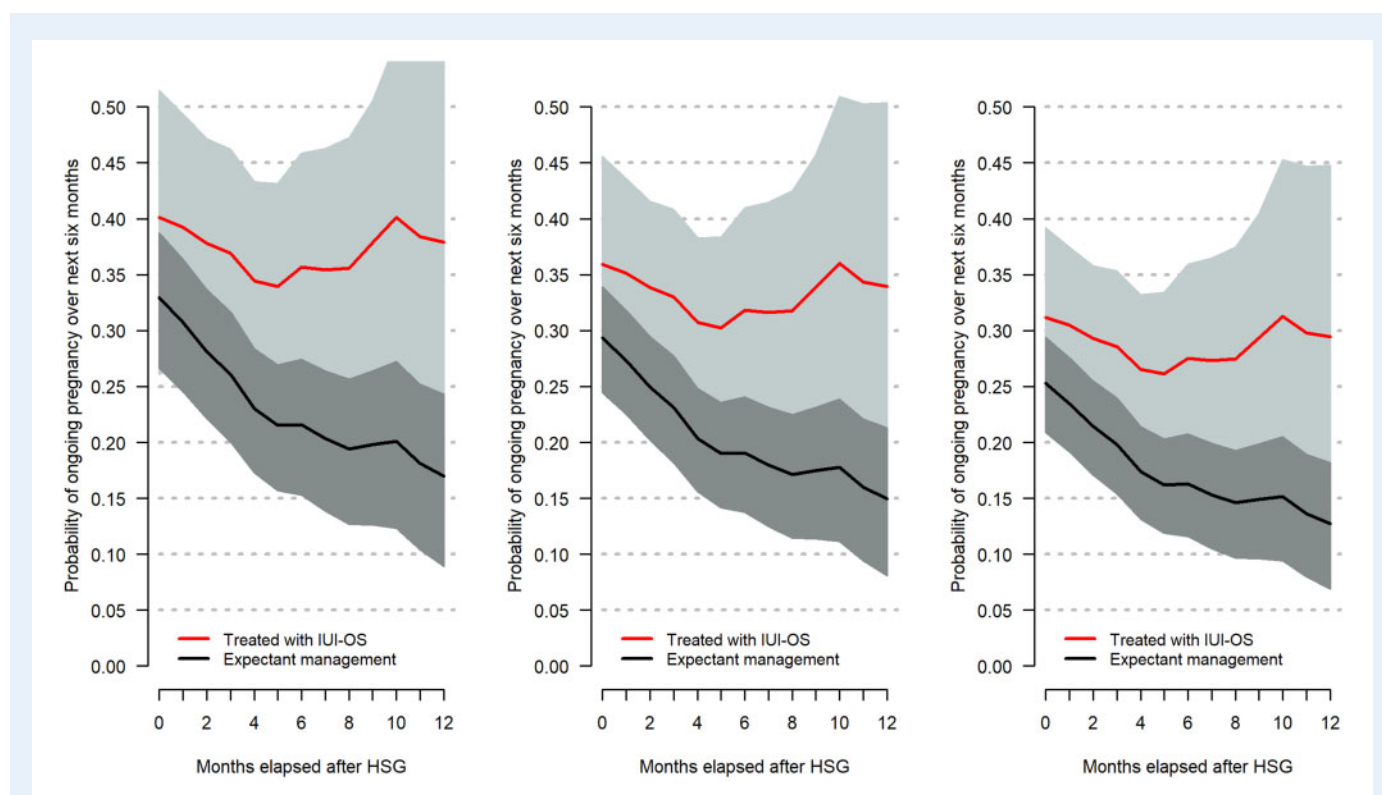 Probability of ongoing pregnancy over next six months
0.50
0.45
0.40
0.35
0.30
0.25
0.20
0.15
0.10
0.05
0.00
Treated with IUI-OS
Expectant management
0 2 4 6 8 10 12
Months elapsed after HSG
Probability of ongoing pregnancy over next six months
0.50
0.45
0.40
0.35
0.30
0.25
0.20
0.15
0.10
0.05
0.00
Treated with IUI-OS
Expectant management
0 2 4 6 8 10 12
Months elapsed after HSG
Probability of ongoing pregnancy over next six months
0.50
0.45
0.40
0.35
0.30
0.25
0.20
0.15
0.10
0.05
0.00
Treated with IUI-OS
Expectant management
0 2 4 6 8 10 12
Months elapsed after HSG